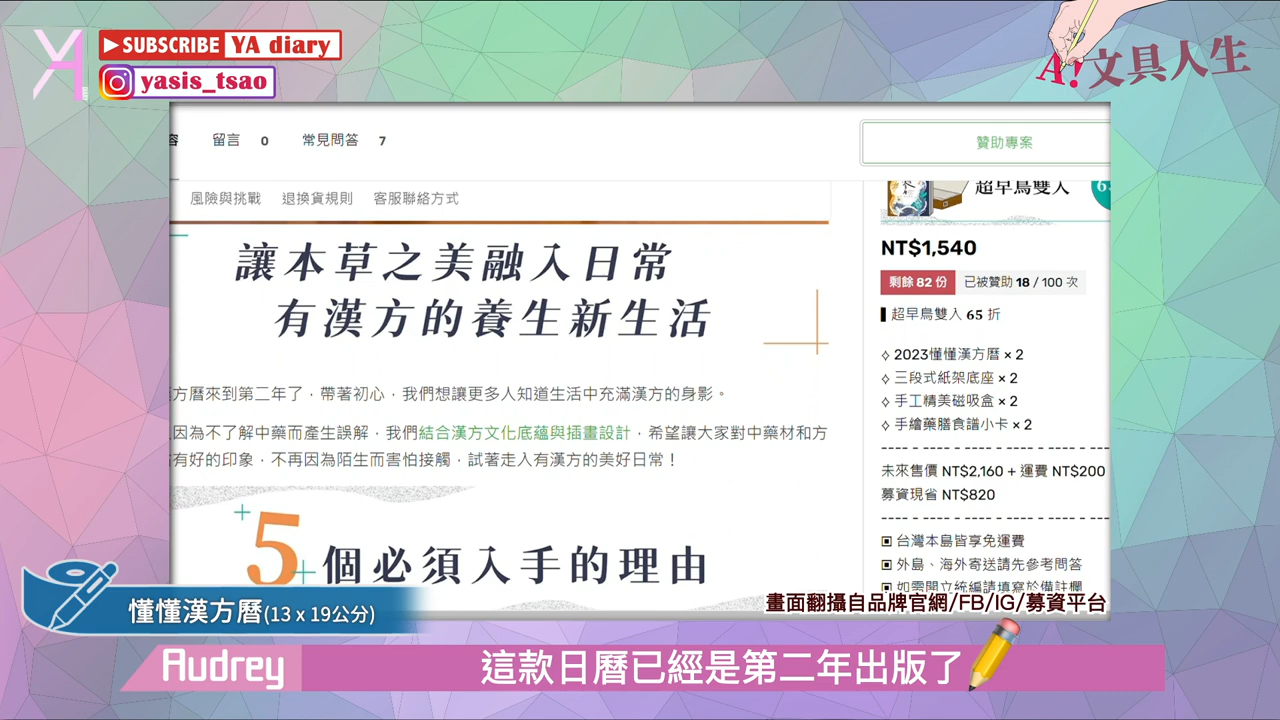 SUBSCRIBE YA diary
yasis_tsao
A!文具人生
容 留言 0 常見問答 7
贊助專案
風險與挑戰 退換貨規則 客服聯絡方式
超早鳥雙人
讓本草之美融入日常
有漢方的養生新生活
NT$1,540
剩餘 82 份 已被贊助 18 / 100 次
超早鳥雙人 65 折
2023懂懂漢方曆 × 2
三段式紙架底座 × 2
手工精美磁吸盒 × 2
手繪藥膳食譜小卡 × 2
方曆來到第二年了，帶著初心，我們想讓更多人知道生活中充滿漢方的身影。
因為不了解中藥而產生誤解，我們結合漢方文化底蘊與插畫設計，希望讓大家對中藥材和方
有好的印象，不再因為陌生而害怕接觸，試著走入有漢方的美好日常！
未來售價 NT$2,160 + 運費 NT$200
募資現省 NT$820
台灣本島皆享免運費
外島、海外寄送請先參考問答
如需開立統編請填寫於備註欄
5個必須入手的理由
畫面翻攝自品牌官網/FB/IG/募資平台
懂懂漢方曆(13 x 19公分)
Audrey 這款日曆已經是第二年出版了